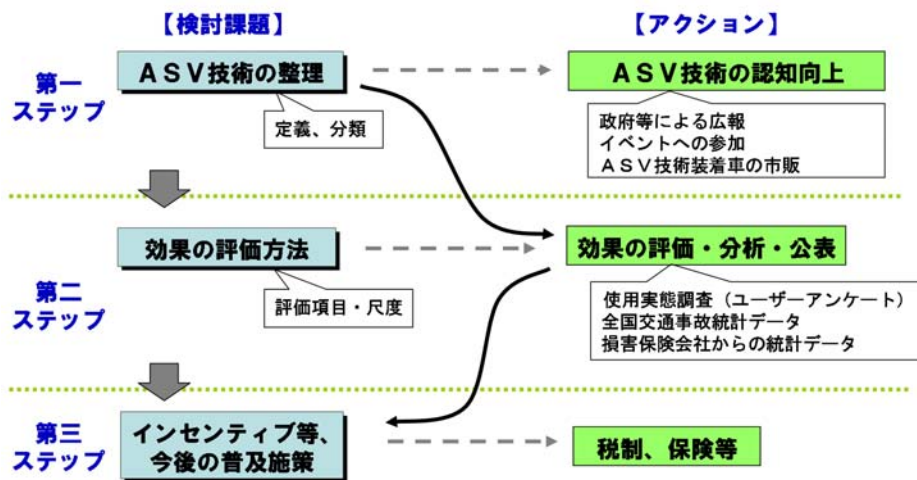 【検討課題】
【アクション】
第一
ステップ
ASV技術の整理
定義、分類
ASV技術の認知向上
政府等による広報
イベントへの参加
ASV技術装着車の市販
第二
ステップ
効果の評価方法
評価項目・尺度
効果の評価・分析・公表
使用実態調査（ユーザーアンケート）
全国交通事故統計データ
損害保険会社からの統計データ
第三
ステップ
インセンティブ等、
今後の普及施策
税制、保険等